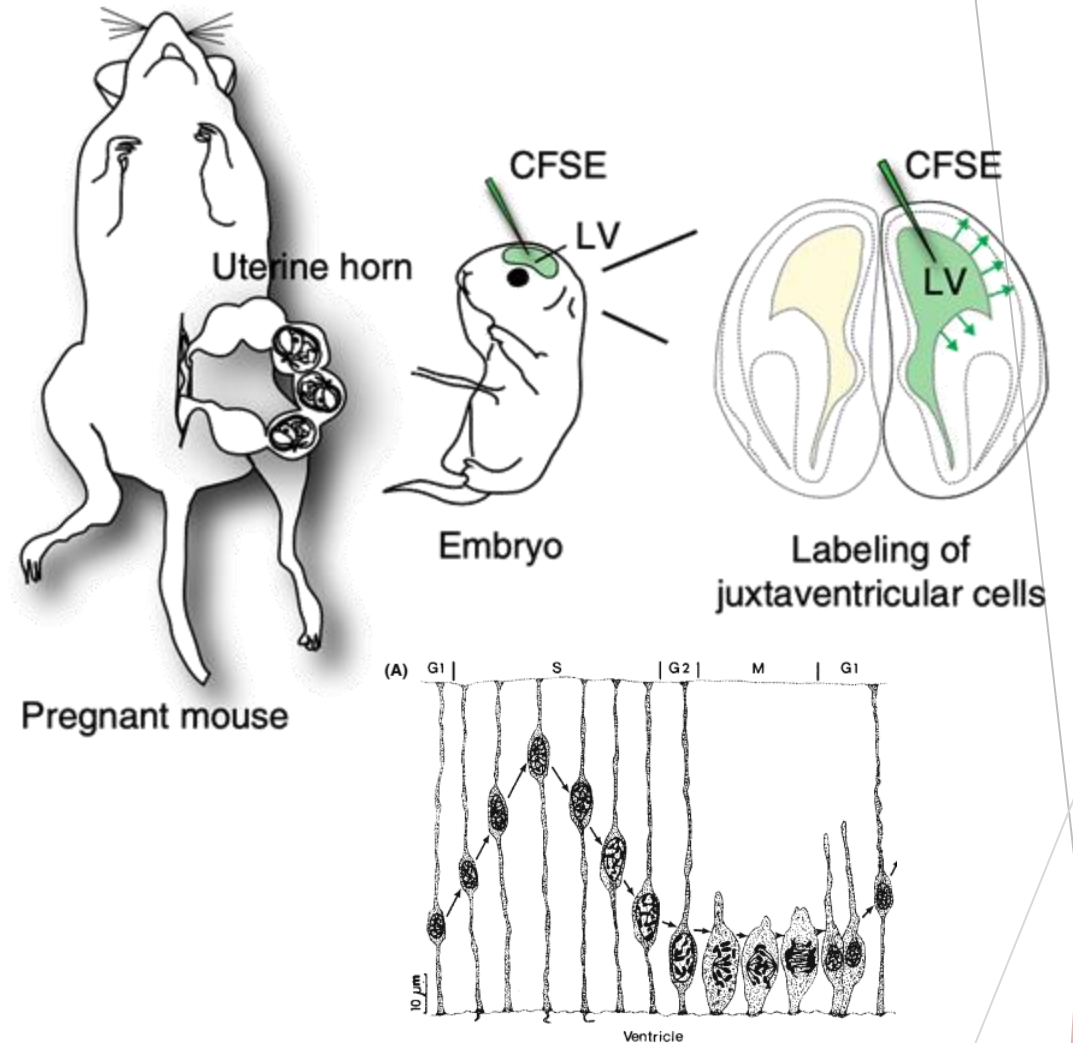 CFSE
CFSE
LV
LV
Uterine horn
Embryo
Labeling of
juxtaventricular cells
Pregnant mouse
(A) G1 S G2 M G1
10 μm
Ventricle